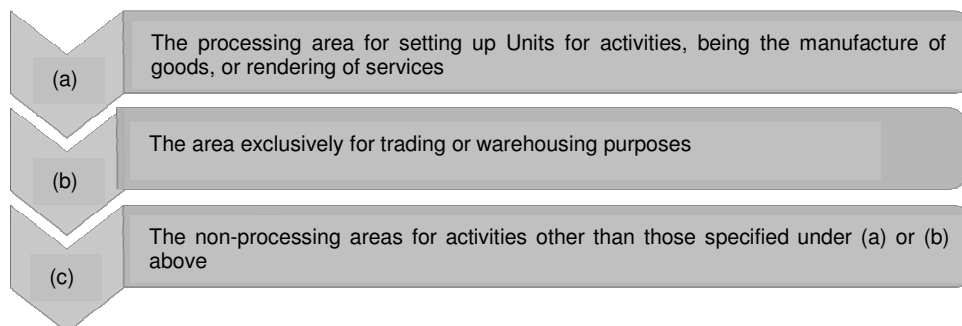 (a)
The processing area for setting up Units for activities, being the manufacture of
goods, or rendering of services
(b)
The area exclusively for trading or warehousing purposes
(c)
The non-processing areas for activities other than those specified under (a) or (b)
above